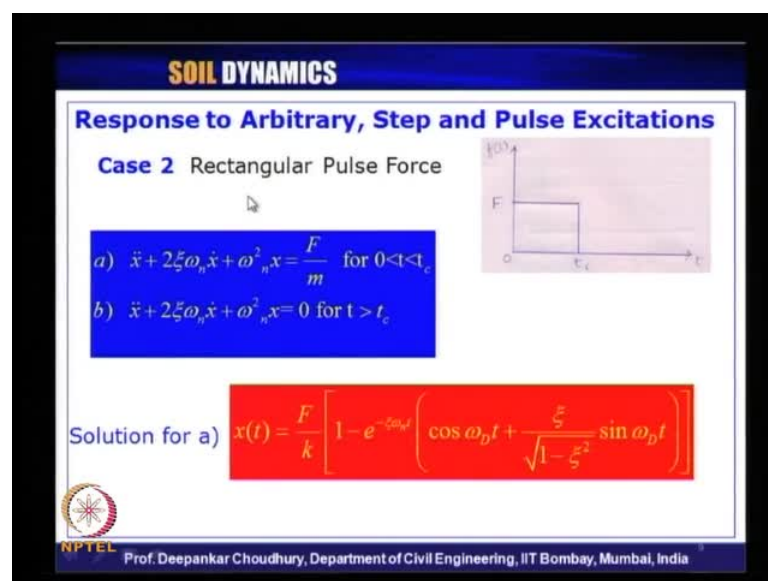 SOIL DYNAMICS
Response to Arbitrary, Step and Pulse Excitations
Case 2 Rectangular Pulse Force
f(t)
F
0 t_c t
a) ẍ + 2ξω_n ẋ + ω²_n x = F/m for 0<t<t_c
b) ẍ + 2ξω_n ẋ + ω²_n x = 0 for t > t_c
Solution for a) x(t) = F/k [1 − e^{−ξω_n t} (cos ω_D t + ξ/√(1−ξ²) sin ω_D t)]
NPTEL
Prof. Deepankar Choudhury, Department of Civil Engineering, IIT Bombay, Mumbai, India